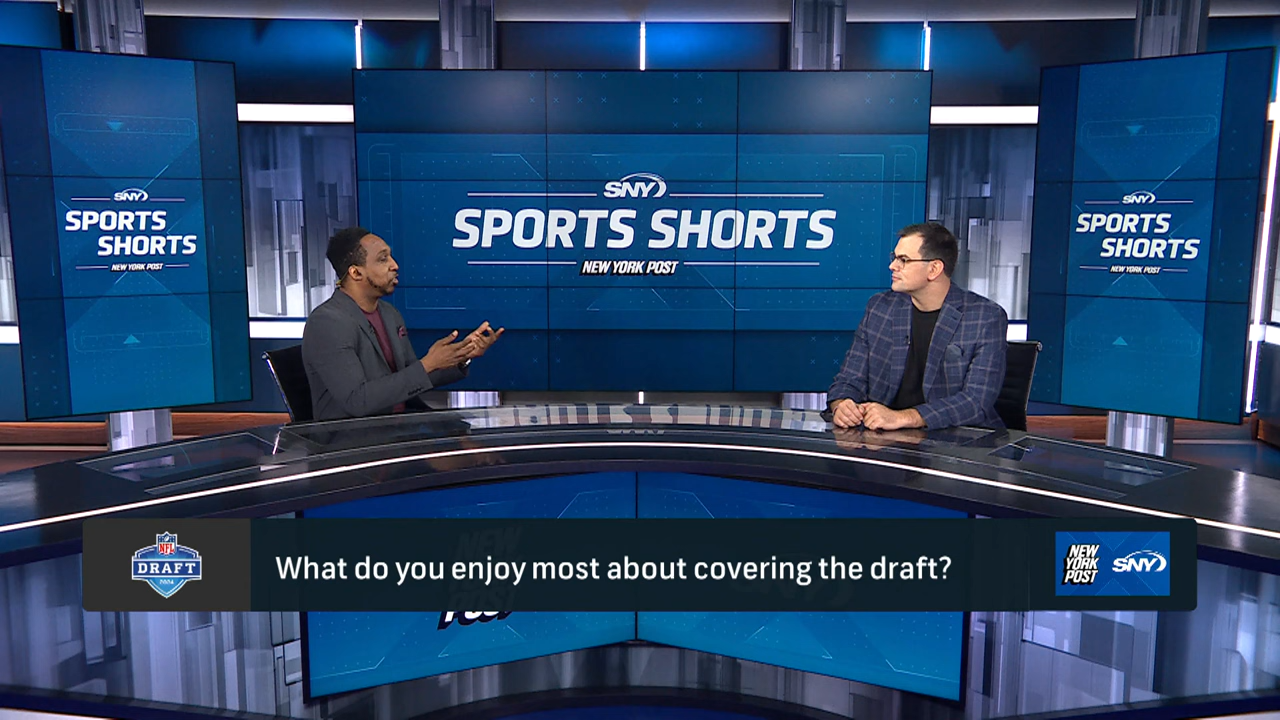 SNY
SPORTS
SHORTS
NEW YORK POST
SNY
SPORTS SHORTS
NEW YORK POST
SNY
SPORTS
SHORTS
NEW YORK POST
NFL
DRAFT
2024
What do you enjoy most about covering the draft?
NEW
YORK
POST
SNY